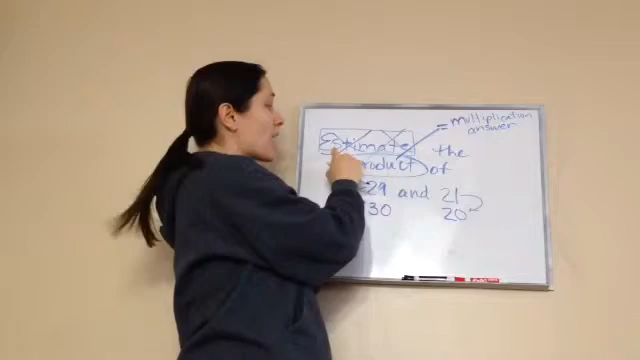 = multiplication
answer
Estimate the
product of
29 and 21
30 20